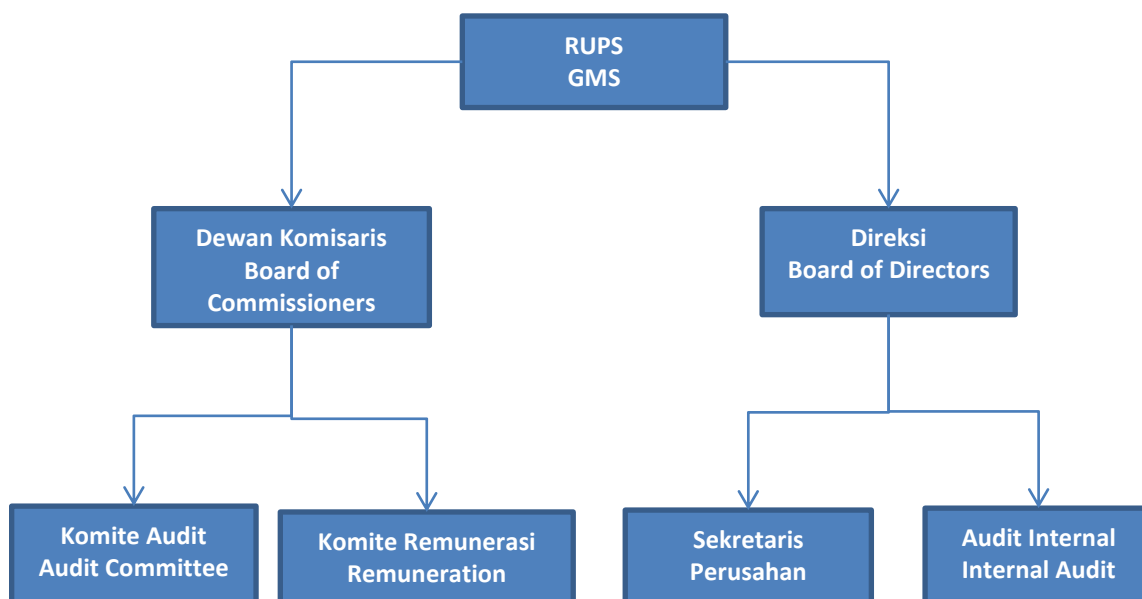 RUPS
GMS
Dewan Komisaris
Board of
Commissioners
Direksi
Board of Directors
Komite Audit
Audit Committee
Komite Remunerasi
Remuneration
Sekretaris
Perusahan
Audit Internal
Internal Audit